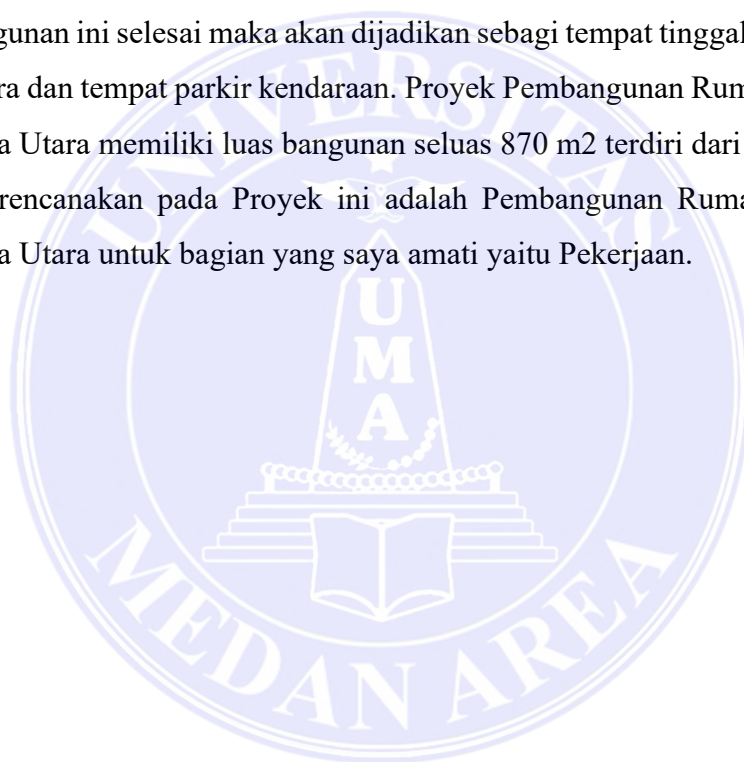 gunan ini selesai maka akan dijadikan sebagi tempat tinggal
ra dan tempat parkir kendaraan. Proyek Pembangunan Rum
a Utara memiliki luas bangunan seluas 870 m2 terdiri dari
rencanakan pada Proyek ini adalah Pembangunan Ruma
a Utara untuk bagian yang saya amati yaitu Pekerjaan.
UNIVERSITAS
UMA
MEDAN AREA